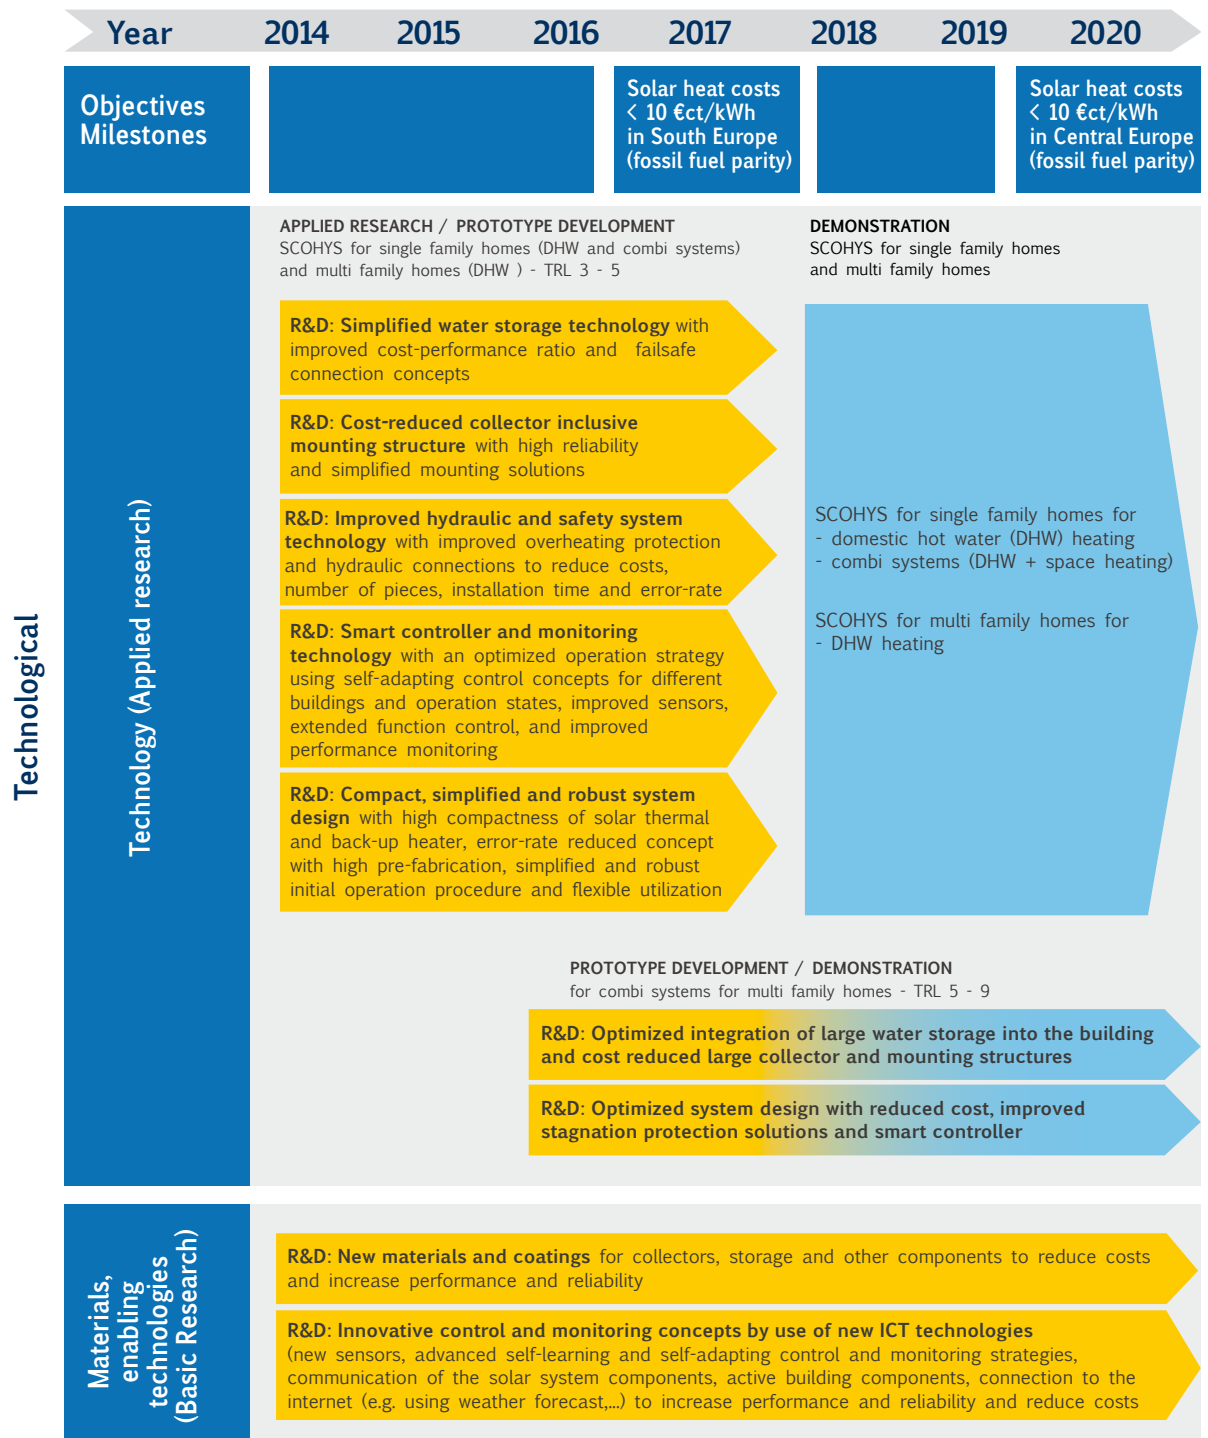 Year 2014 2015 2016 2017 2018 2019 2020
Objectives
Milestones
Solar heat costs
< 10 €ct/kWh
in South Europe
(fossil fuel parity)
Solar heat costs
< 10 €ct/kWh
in Central Europe
(fossil fuel parity)
Technological
Technology (Applied research)
APPLIED RESEARCH / PROTOTYPE DEVELOPMENT
SCOHYS for single family homes (DHW and combi systems)
and multi family homes (DHW ) - TRL 3 - 5
DEMONSTRATION
SCOHYS for single family homes
and multi family homes
R&D: Simplified water storage technology with
improved cost-performance ratio and failsafe
connection concepts
R&D: Cost-reduced collector inclusive
mounting structure with high reliability
and simplified mounting solutions
R&D: Improved hydraulic and safety system
technology with improved overheating protection
and hydraulic connections to reduce costs,
number of pieces, installation time and error-rate
R&D: Smart controller and monitoring
technology with an optimized operation strategy
using self-adapting control concepts for different
buildings and operation states, improved sensors,
extended function control, and improved
performance monitoring
R&D: Compact, simplified and robust system
design with high compactness of solar thermal
and back-up heater, error-rate reduced concept
with high pre-fabrication, simplified and robust
initial operation procedure and flexible utilization
SCOHYS for single family homes for
- domestic hot water (DHW) heating
- combi systems (DHW + space heating)
SCOHYS for multi family homes for
- DHW heating
PROTOTYPE DEVELOPMENT / DEMONSTRATION
for combi systems for multi family homes - TRL 5 - 9
R&D: Optimized integration of large water storage into the building
and cost reduced large collector and mounting structures
R&D: Optimized system design with reduced cost, improved
stagnation protection solutions and smart controller
Materials,
enabling
technologies
(Basic Research)
R&D: New materials and coatings for collectors, storage and other components to reduce costs
and increase performance and reliability
R&D: Innovative control and monitoring concepts by use of new ICT technologies
(new sensors, advanced self-learning and self-adapting control and monitoring strategies,
communication of the solar system components, active building components, connection to the
internet (e.g. using weather forecast,...) to increase performance and reliability and reduce costs